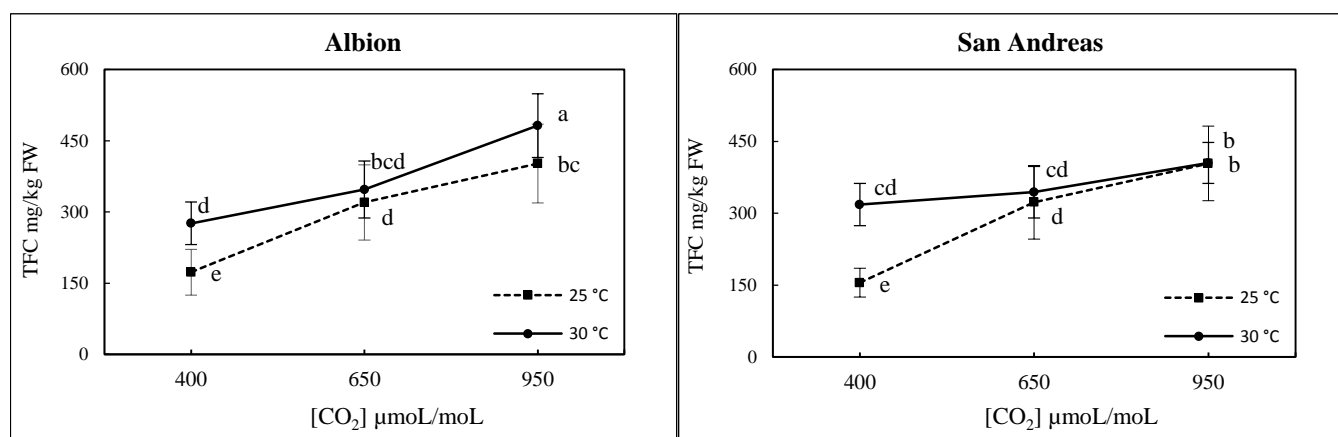 Albion
600
450
300
150
0
TFC mg/kg FW
a
bcd
bc
d
d
e
25 °C
30 °C
400
650
950
[CO₂] µmoL/moL
San Andreas
600
450
300
150
0
TFC mg/kg FW
b
cd
cd
b
d
e
25 °C
30 °C
400
650
950
[CO₂] µmoL/moL